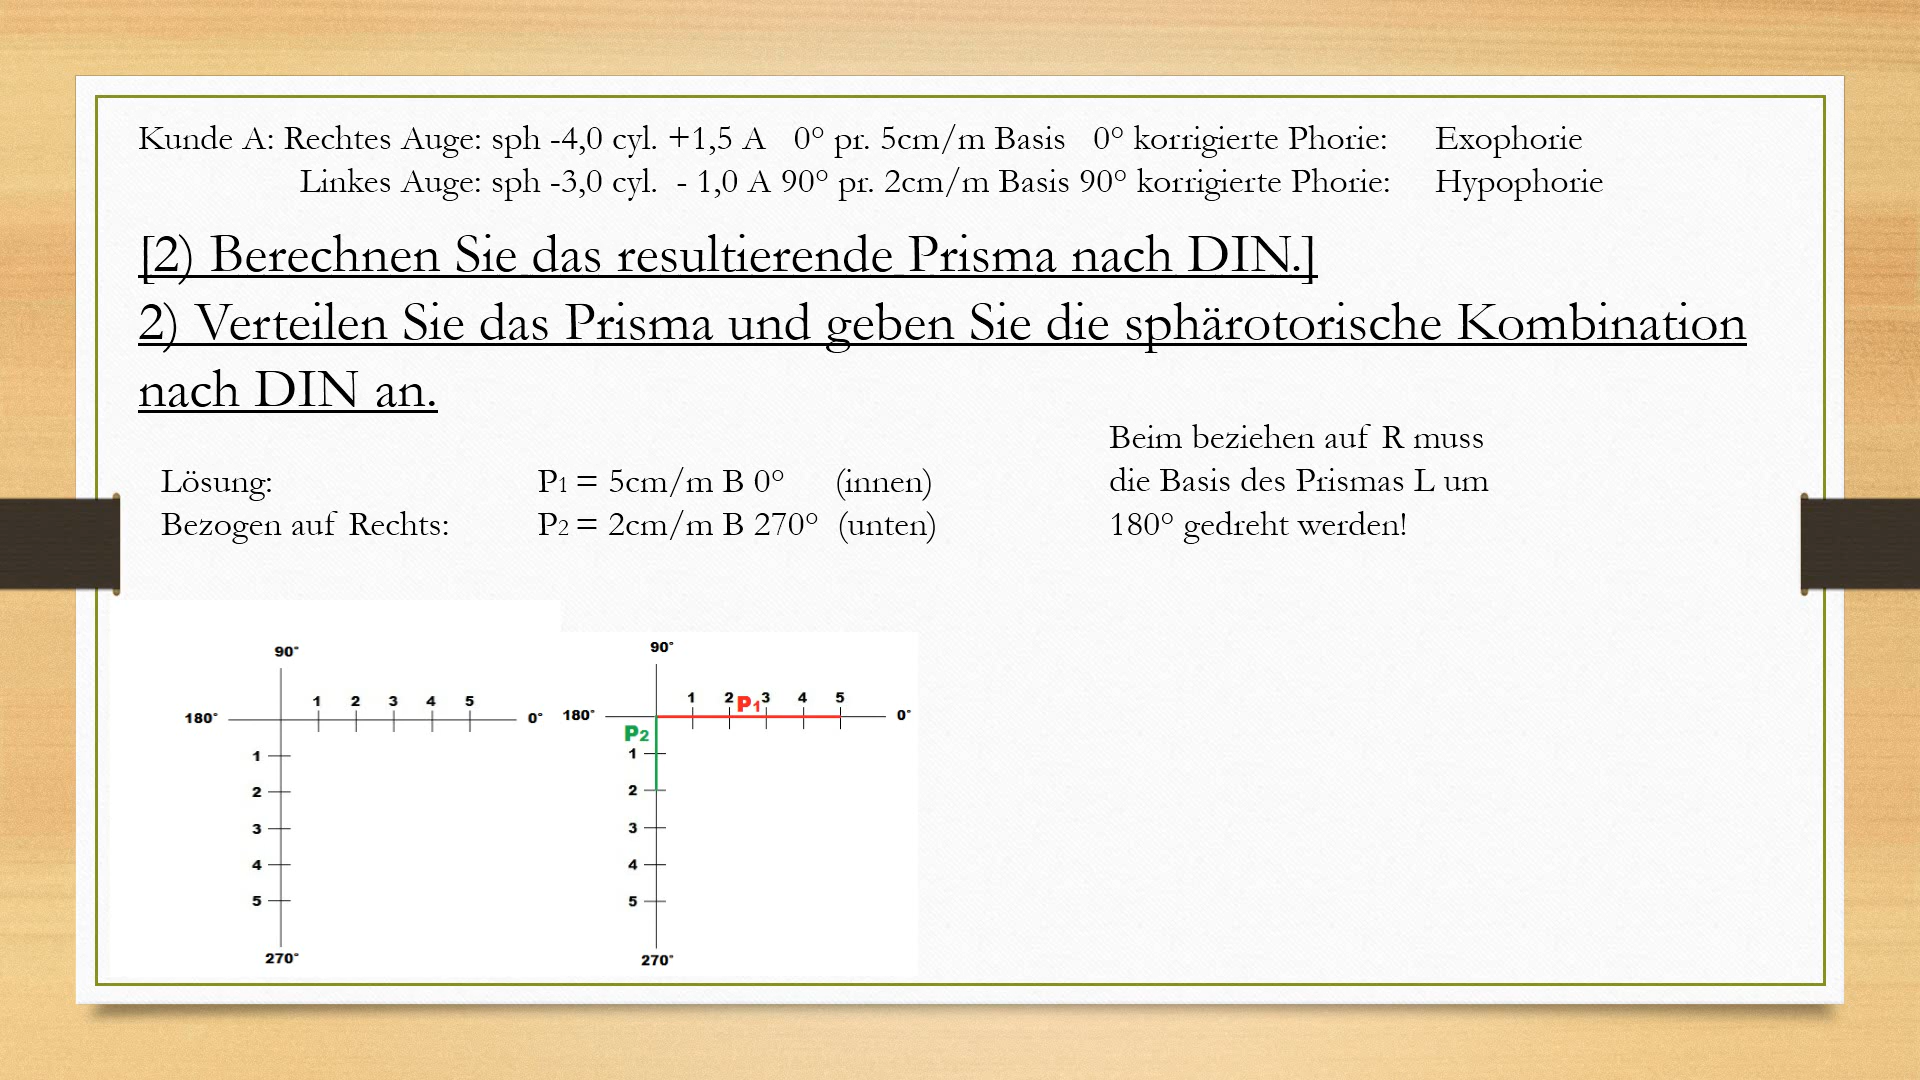 Kunde A: Rechtes Auge: sph -4,0 cyl. +1,5 A 0° pr. 5cm/m Basis 0° korrigierte Phorie: Exophorie
Linkes Auge: sph -3,0 cyl. - 1,0 A 90° pr. 2cm/m Basis 90° korrigierte Phorie: Hypophorie
[2) Berechnen Sie das resultierende Prisma nach DIN.]
2) Verteilen Sie das Prisma und geben Sie die sphärotorische Kombination
nach DIN an.
Beim beziehen auf R muss
die Basis des Prismas L um
180° gedreht werden!
Lösung: P1 = 5cm/m B 0° (innen)
Bezogen auf Rechts: P2 = 2cm/m B 270° (unten)
90°
1 2 3 4 5
180° 0°
1
2
3
4
5
270°
90°
1 2 P1 3 4 5
180° 0°
P2
1
2
3
4
5
270°